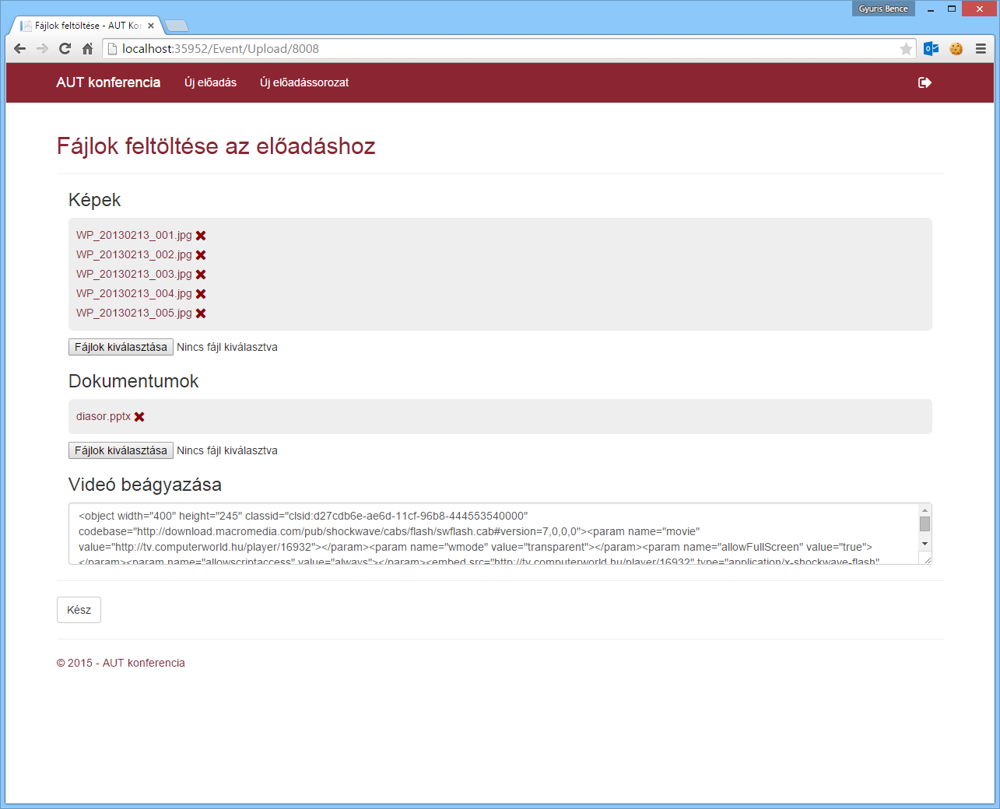 Gyuris Bence
Fájlok feltöltése - AUT Ko
localhost:35952/Event/Upload/8008
AUT konferencia Új előadás Új előadássorozat
Fájlok feltöltése az előadáshoz
Képek
WP_20130213_001.jpg
WP_20130213_002.jpg
WP_20130213_003.jpg
WP_20130213_004.jpg
WP_20130213_005.jpg
Fájlok kiválasztása Nincs fájl kiválasztva
Dokumentumok
diasor.pptx
Fájlok kiválasztása Nincs fájl kiválasztva
Videó beágyazása
<object width="400" height="245" classid="clsid:d27cdb6e-ae6d-11cf-96b8-444553540000"
codebase="http://download.macromedia.com/pub/shockwave/cabs/flash/swflash.cab#version=7,0,0,0"><param name="movie"
value="http://tv.computerworld.hu/player/16932"></param><param name="wmode" value="transparent"></param><param name="allowFullScreen" value="true">
</param><param name="allowscriptaccess" value="always"></param><embed src="http://tv.computerworld.hu/player/16932" type="application/x-shockwave-flash"
Kész
© 2015 - AUT konferencia